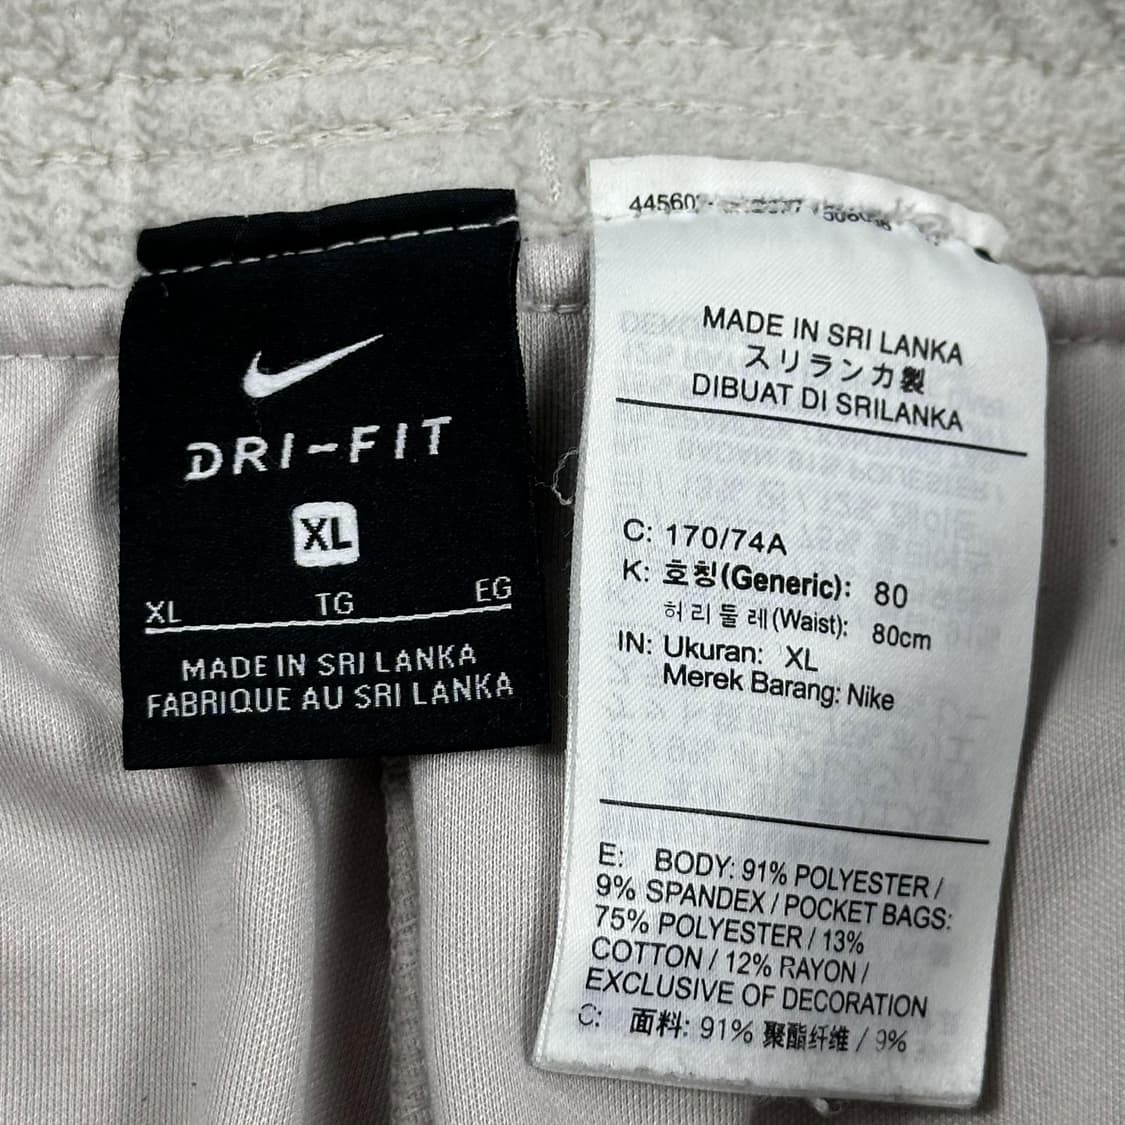 DRI-FIT
XL
XL TG EG
MADE IN SRI LANKA
FABRIQUE AU SRI LANKA
MADE IN SRI LANKA
スリランカ製
DIBUAT DI SRILANKA
C: 170/74A
K: 호칭(Generic): 80
허리둘레(Waist): 80cm
IN: Ukuran: XL
Merek Barang: Nike
E: BODY: 91% POLYESTER /
9% SPANDEX / POCKET BAGS:
75% POLYESTER / 13%
COTTON / 12% RAYON /
EXCLUSIVE OF DECORATION
C: 面料: 91% 聚酯纤维 / 9%